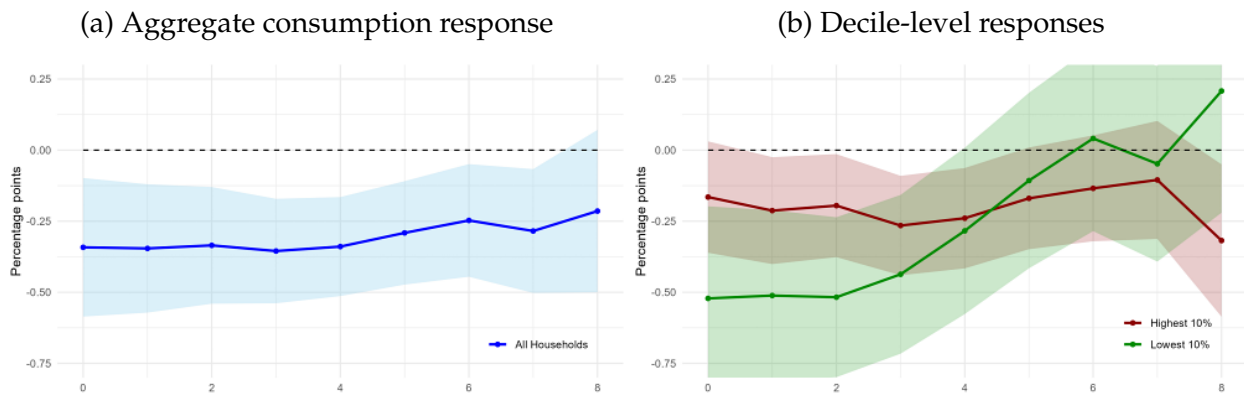 (a) Aggregate consumption response
0.25
0.00
-0.25
-0.50
-0.75
Percentage points
All Households
0 2 4 6 8
(b) Decile-level responses
0.25
0.00
-0.25
-0.50
-0.75
Percentage points
Highest 10%
Lowest 10%
0 2 4 6 8